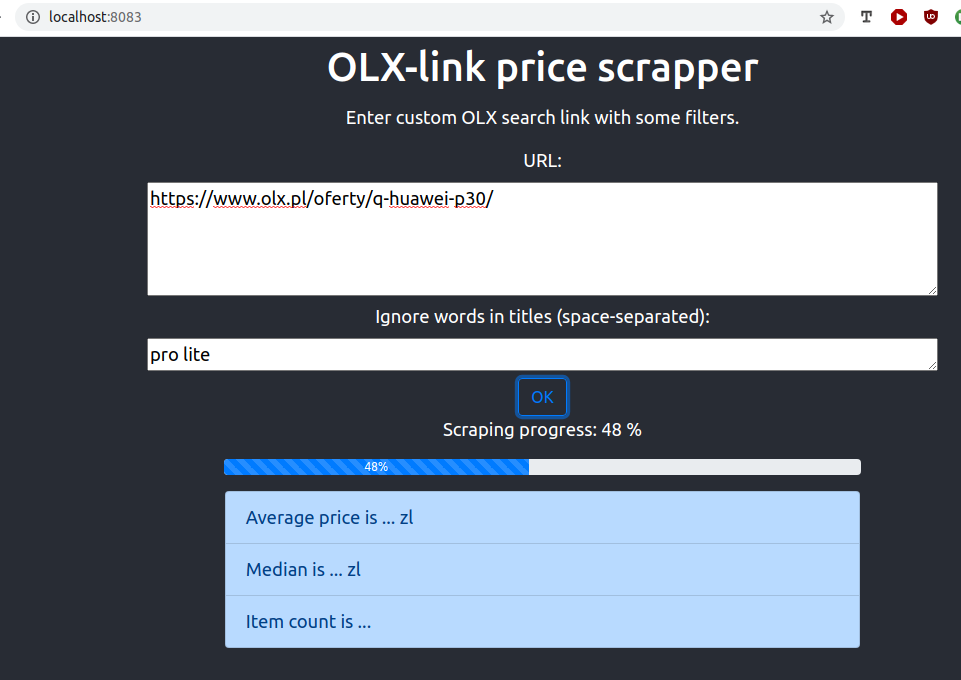 localhost:8083
OLX-link price scrapper
Enter custom OLX search link with some filters.
URL:
https://www.olx.pl/oferty/q-huawei-p30/
Ignore words in titles (space-separated):
pro lite
OK
Scraping progress: 48 %
48%
Average price is ... zl
Median is ... zl
Item count is ...